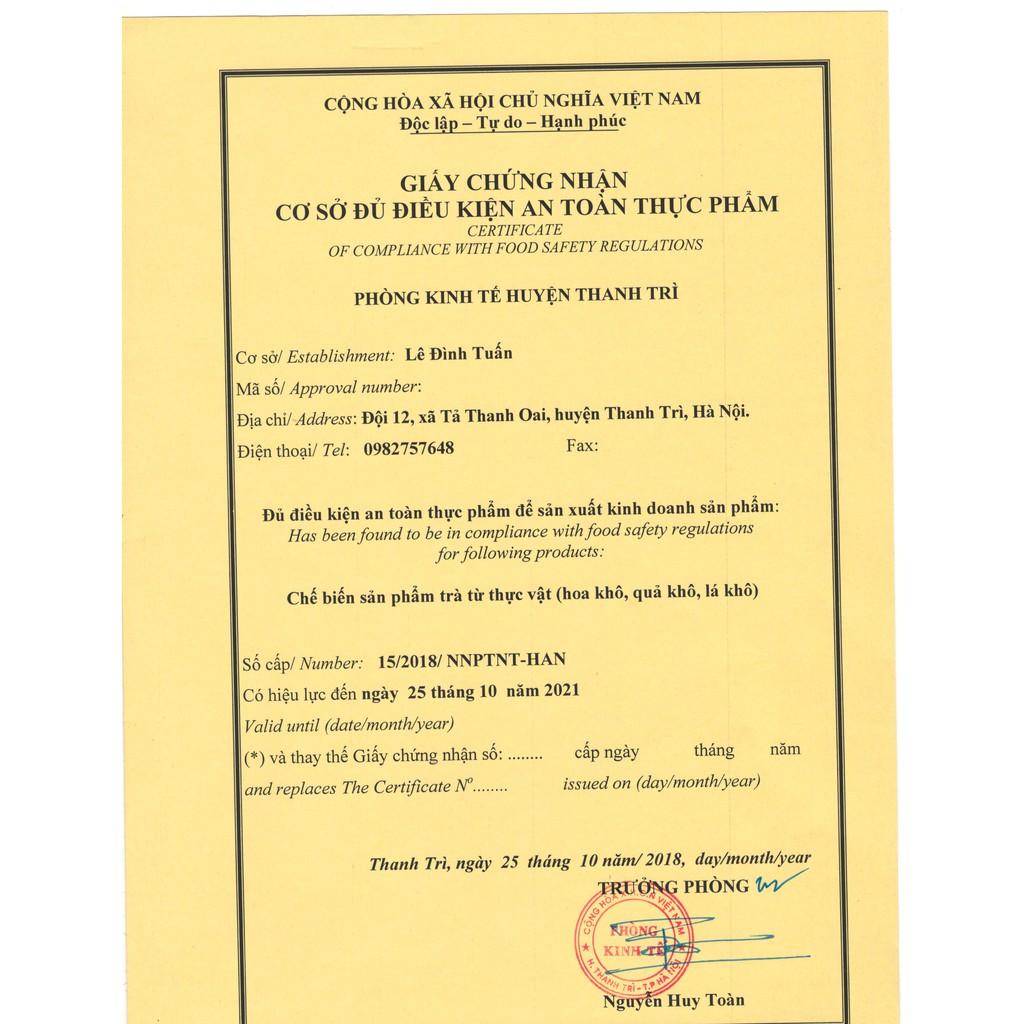 CỘNG HÒA XÃ HỘI CHỦ NGHĨA VIỆT NAM
Độc lập – Tự do – Hạnh phúc
GIẤY CHỨNG NHẬN
CƠ SỞ ĐỦ ĐIỀU KIỆN AN TOÀN THỰC PHẨM
CERTIFICATE
OF COMPLIANCE WITH FOOD SAFETY REGULATIONS
PHÒNG KINH TẾ HUYỆN THANH TRÌ
Cơ sở/ Establishment: Lê Đình Tuấn
Mã số/ Approval number:
Địa chỉ/ Address: Đội 12, xã Tả Thanh Oai, huyện Thanh Trì, Hà Nội.
Điện thoại/ Tel: 0982757648 Fax:
Đủ điều kiện an toàn thực phẩm để sản xuất kinh doanh sản phẩm:
Has been found to be in compliance with food safety regulations
for following products:
Chế biến sản phẩm trà từ thực vật (hoa khô, quả khô, lá khô)
Số cấp/ Number: 15/2018/ NNPTNT-HAN
Có hiệu lực đến ngày 25 tháng 10 năm 2021
Valid until (date/month/year)
(*) và thay thế Giấy chứng nhận số: ........ cấp ngày tháng năm
and replaces The Certificate Nº........ issued on (day/month/year)
Thanh Trì, ngày 25 tháng 10 năm/ 2018, day/month/year
TRƯỞNG PHÒNG
CỘNG HÒA X.H.C.N VIỆT NAM
PHÒNG
KINH TẾ
H. THANH TRÌ - T.P HÀ NỘI
Nguyễn Huy Toàn